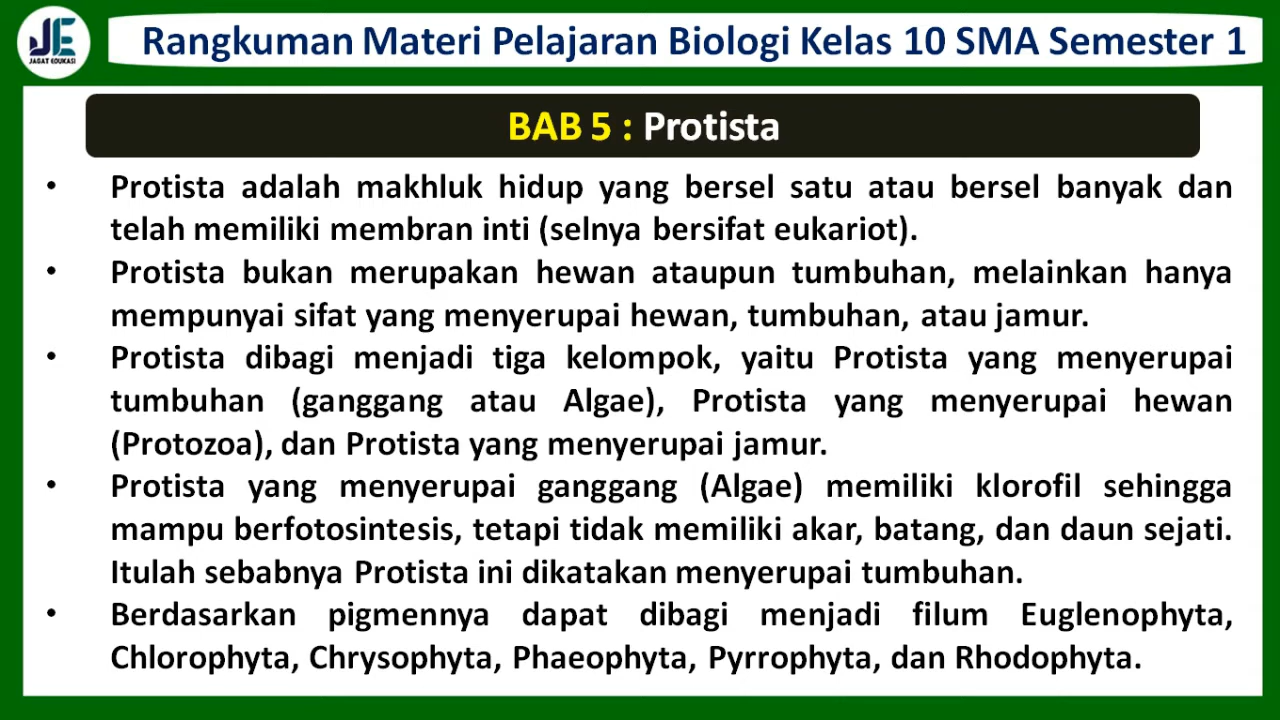 JE
JAGAT EDUKASI
Rangkuman Materi Pelajaran Biologi Kelas 10 SMA Semester 1
BAB 5 : Protista
• Protista adalah makhluk hidup yang bersel satu atau bersel banyak dan
telah memiliki membran inti (selnya bersifat eukariot).
• Protista bukan merupakan hewan ataupun tumbuhan, melainkan hanya
mempunyai sifat yang menyerupai hewan, tumbuhan, atau jamur.
• Protista dibagi menjadi tiga kelompok, yaitu Protista yang menyerupai
tumbuhan (ganggang atau Algae), Protista yang menyerupai hewan
(Protozoa), dan Protista yang menyerupai jamur.
• Protista yang menyerupai ganggang (Algae) memiliki klorofil sehingga
mampu berfotosintesis, tetapi tidak memiliki akar, batang, dan daun sejati.
Itulah sebabnya Protista ini dikatakan menyerupai tumbuhan.
• Berdasarkan pigmennya dapat dibagi menjadi filum Euglenophyta,
Chlorophyta, Chrysophyta, Phaeophyta, Pyrrophyta, dan Rhodophyta.